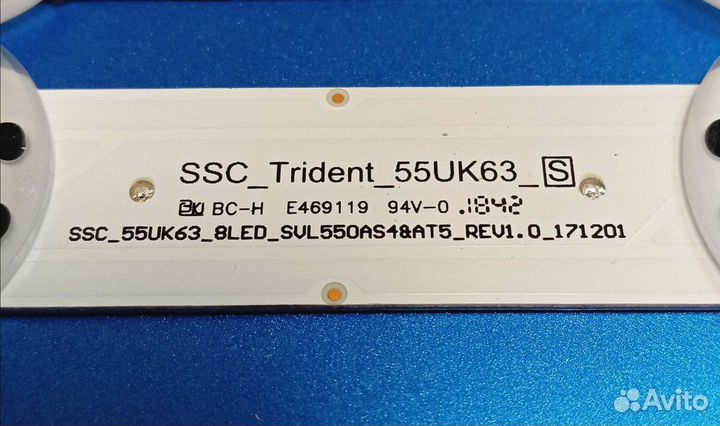 SSC_Trident_55UK63_S
BC-H E469119 94V-0 .1842
SSC_55UK63_8LED_SVL550AS4&AT5_REV1.0_171201
Avito